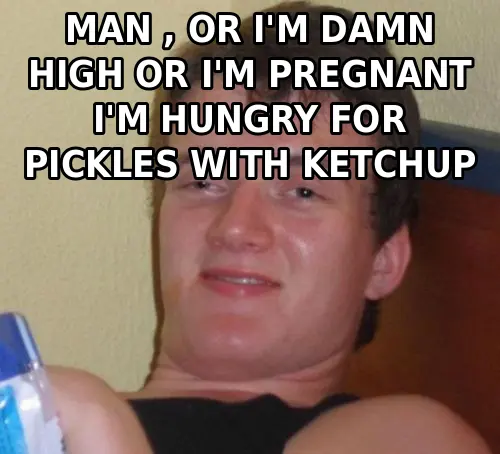 MAN , OR I'M DAMN
HIGH OR I'M PREGNANT
I'M HUNGRY FOR
PICKLES WITH KETCHUP